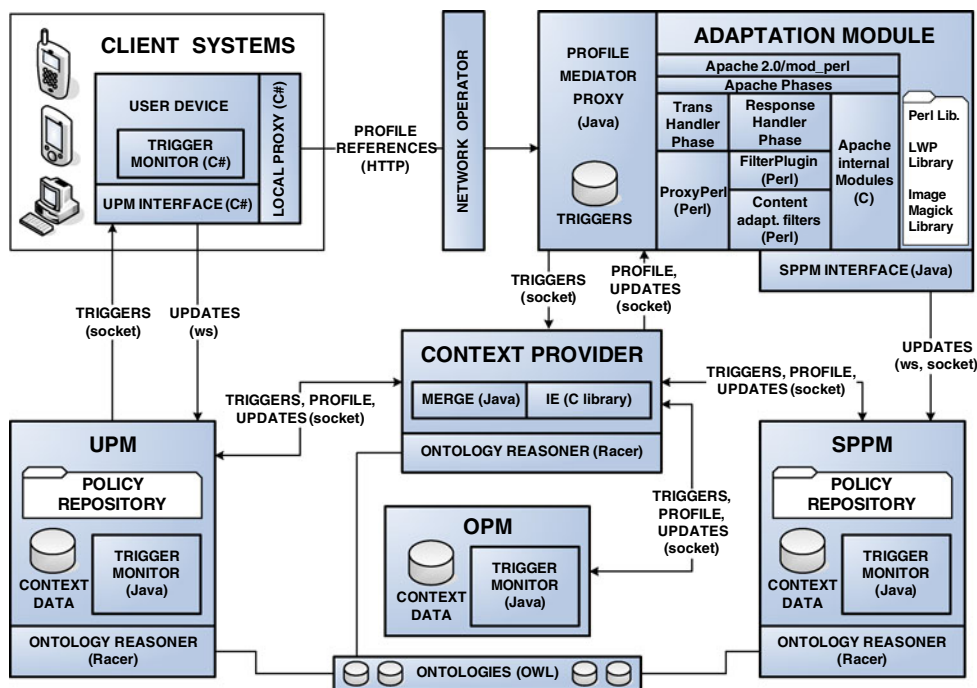 CLIENT SYSTEMS
USER DEVICE
TRIGGER
MONITOR (C#)
UPM INTERFACE (C#)
LOCAL PROXY (C#)
PROFILE
REFERENCES
(HTTP)
NETWORK OPERATOR
ADAPTATION MODULE
PROFILE
MEDIATOR
PROXY
(Java)
TRIGGERS
Apache 2.0/mod_perl
Apache Phases
Trans
Handler
Phase
Response
Handler
Phase
ProxyPerl
(Perl)
FilterPlugin
(Perl)
Content
adapt. filters
(Perl)
Apache
internal
Modules
(C)
Perl Lib.
LWP
Library
Image
Magick
Library
SPPM INTERFACE (Java)
TRIGGERS
(socket)
UPDATES
(ws)
TRIGGERS
(socket)
PROFILE,
UPDATES
(socket)
UPDATES
(ws, socket)
CONTEXT PROVIDER
MERGE (Java)
IE (C library)
ONTOLOGY REASONER (Racer)
TRIGGERS, PROFILE,
UPDATES (socket)
TRIGGERS, PROFILE,
UPDATES (socket)
TRIGGERS,
PROFILE,
UPDATES
(socket)
UPM
POLICY
REPOSITORY
CONTEXT
DATA
TRIGGER
MONITOR
(Java)
ONTOLOGY REASONER
(Racer)
OPM
CONTEXT
DATA
TRIGGER
MONITOR
(Java)
SPPM
POLICY
REPOSITORY
CONTEXT
DATA
TRIGGER
MONITOR
(Java)
ONTOLOGY REASONER
(Racer)
ONTOLOGIES (OWL)